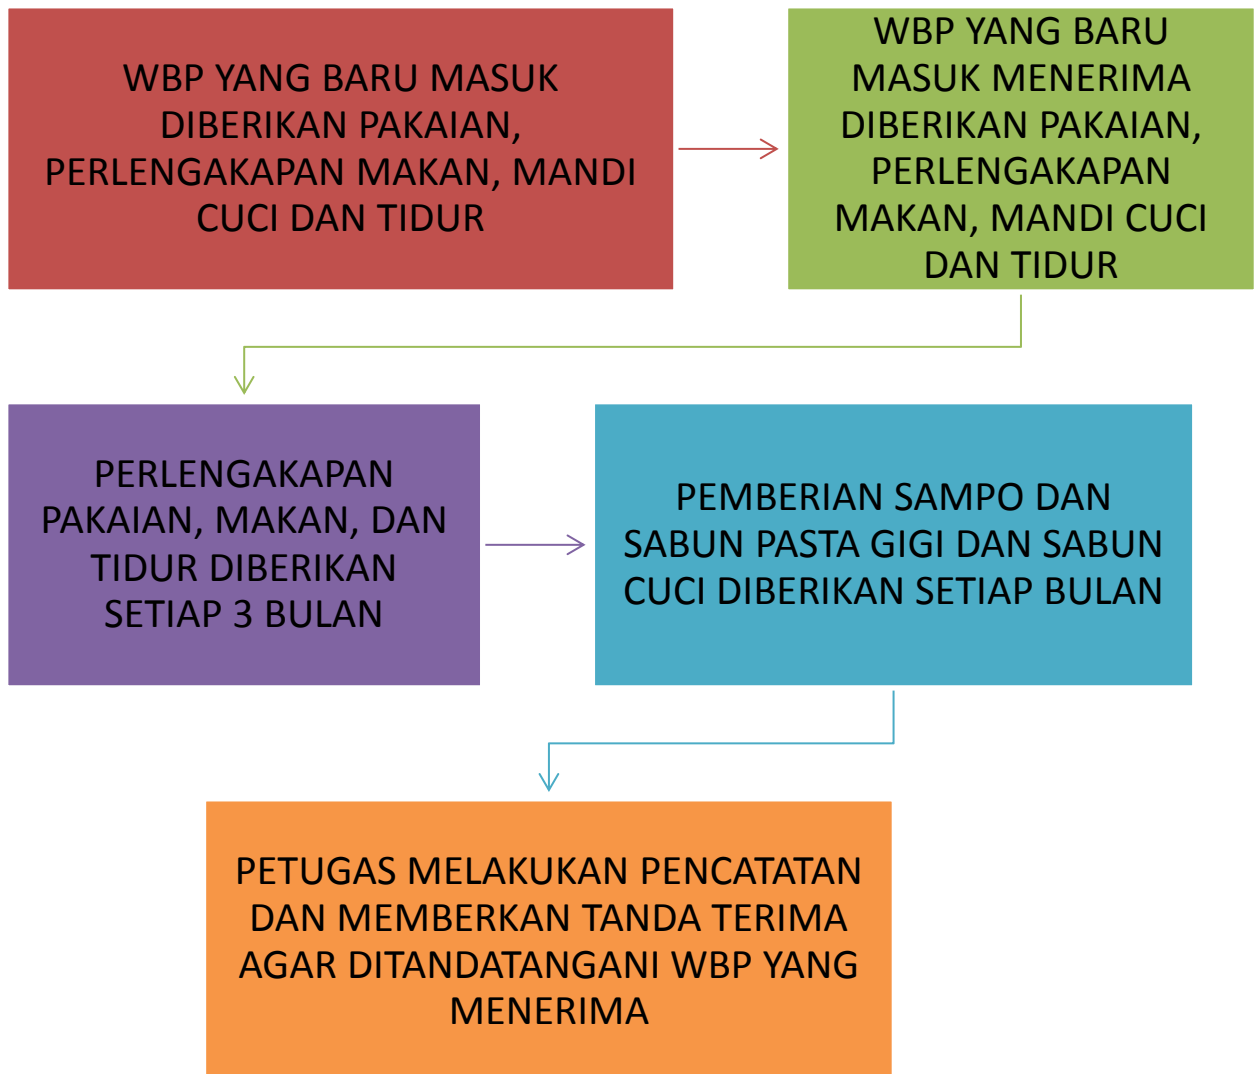 WBP YANG BARU MASUK
DIBERIKAN PAKAIAN,
PERLENGAKAPAN MAKAN, MANDI
CUCI DAN TIDUR
WBP YANG BARU
MASUK MENERIMA
DIBERIKAN PAKAIAN,
PERLENGAKAPAN
MAKAN, MANDI CUCI
DAN TIDUR
PERLENGAKAPAN
PAKAIAN, MAKAN, DAN
TIDUR DIBERIKAN
SETIAP 3 BULAN
PEMBERIAN SAMPO DAN
SABUN PASTA GIGI DAN SABUN
CUCI DIBERIKAN SETIAP BULAN
PETUGAS MELAKUKAN PENCATATAN
DAN MEMBERKAN TANDA TERIMA
AGAR DITANDATANGANI WBP YANG
MENERIMA